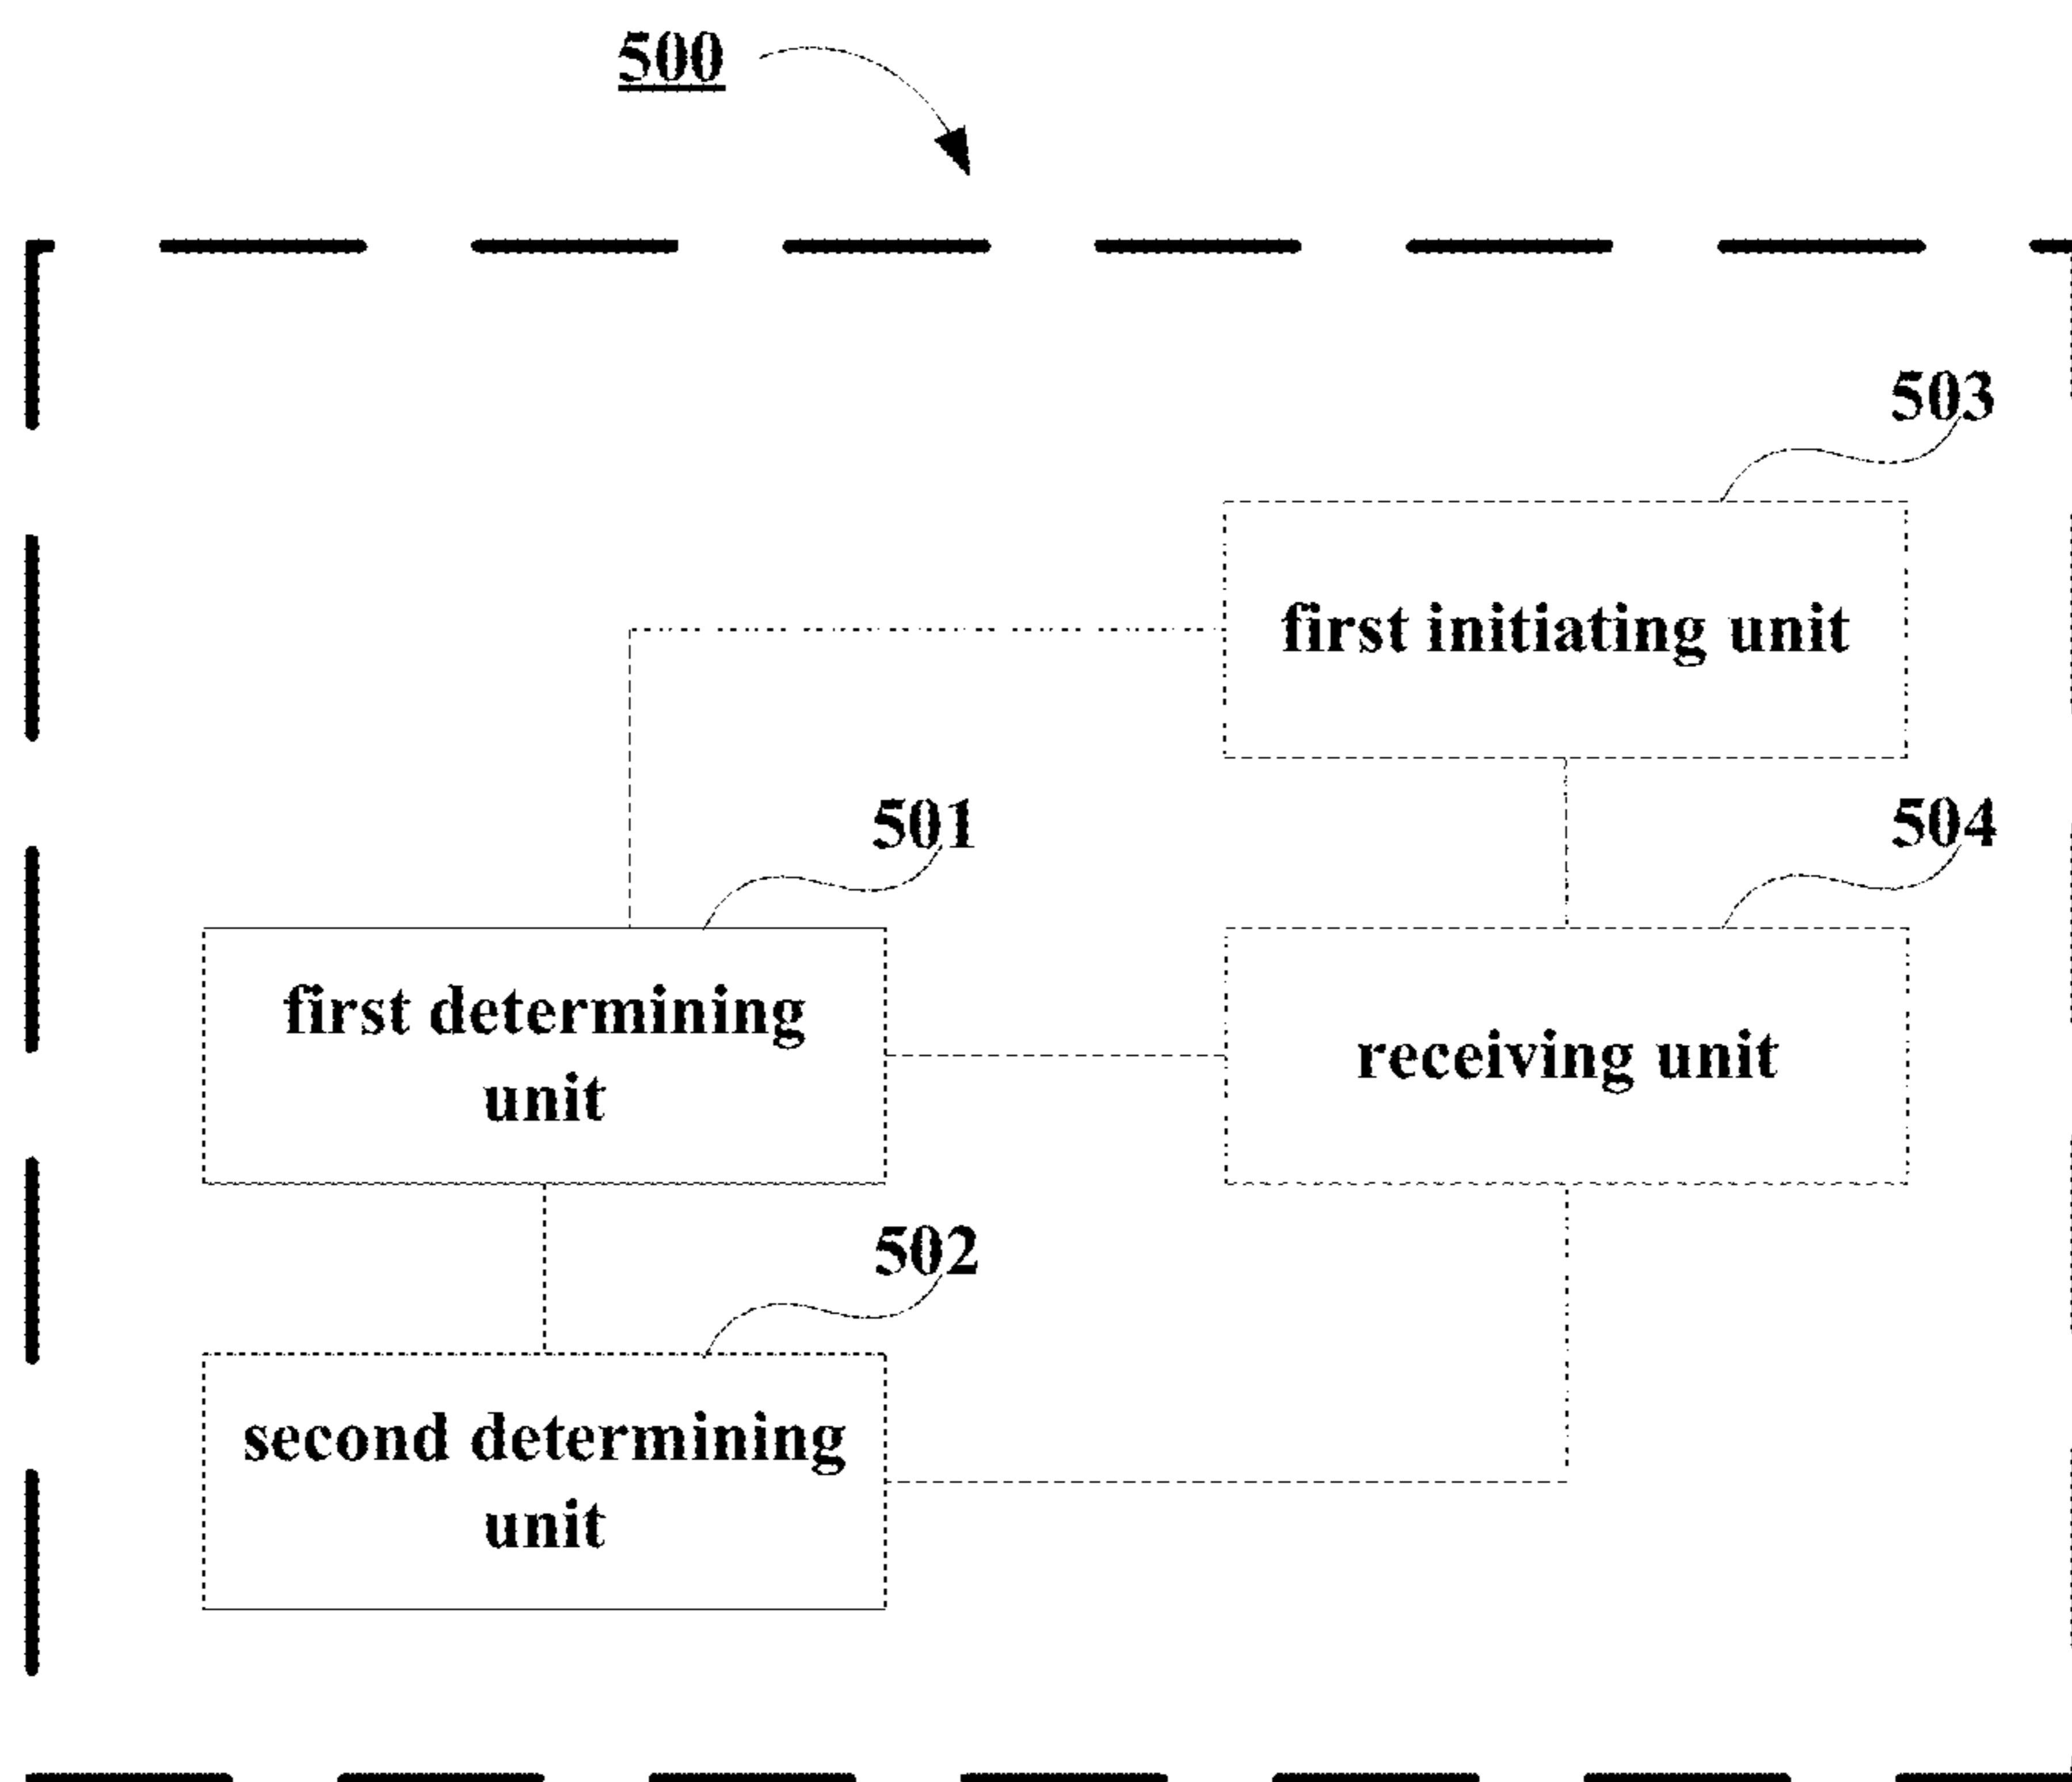 500
503
first initiating unit
501
504
first determining
unit
receiving unit
502
second determining
unit